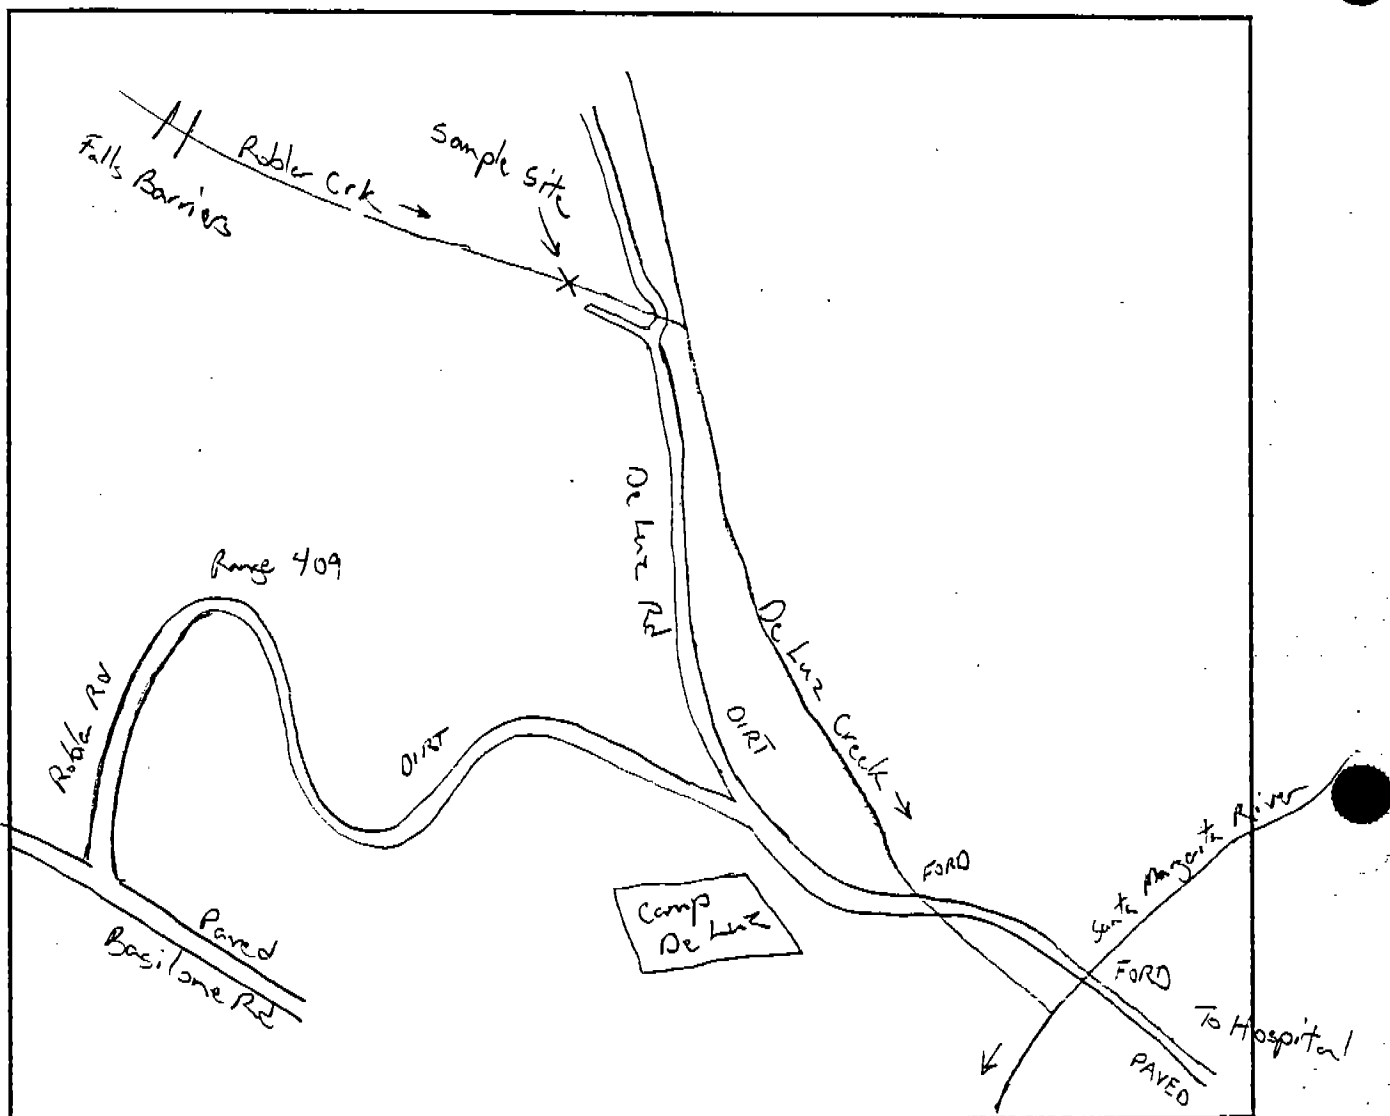 Sample Site
Falls Barriers
Robler Crk
De Luz Rd
Range 409
De Luz Creek
Robler Rd
DIRT
DIRT
Santa Margarita River
FORD
Camp
De Luz
Paved
Basilone Rd
FORD
To Hospital
PAVED